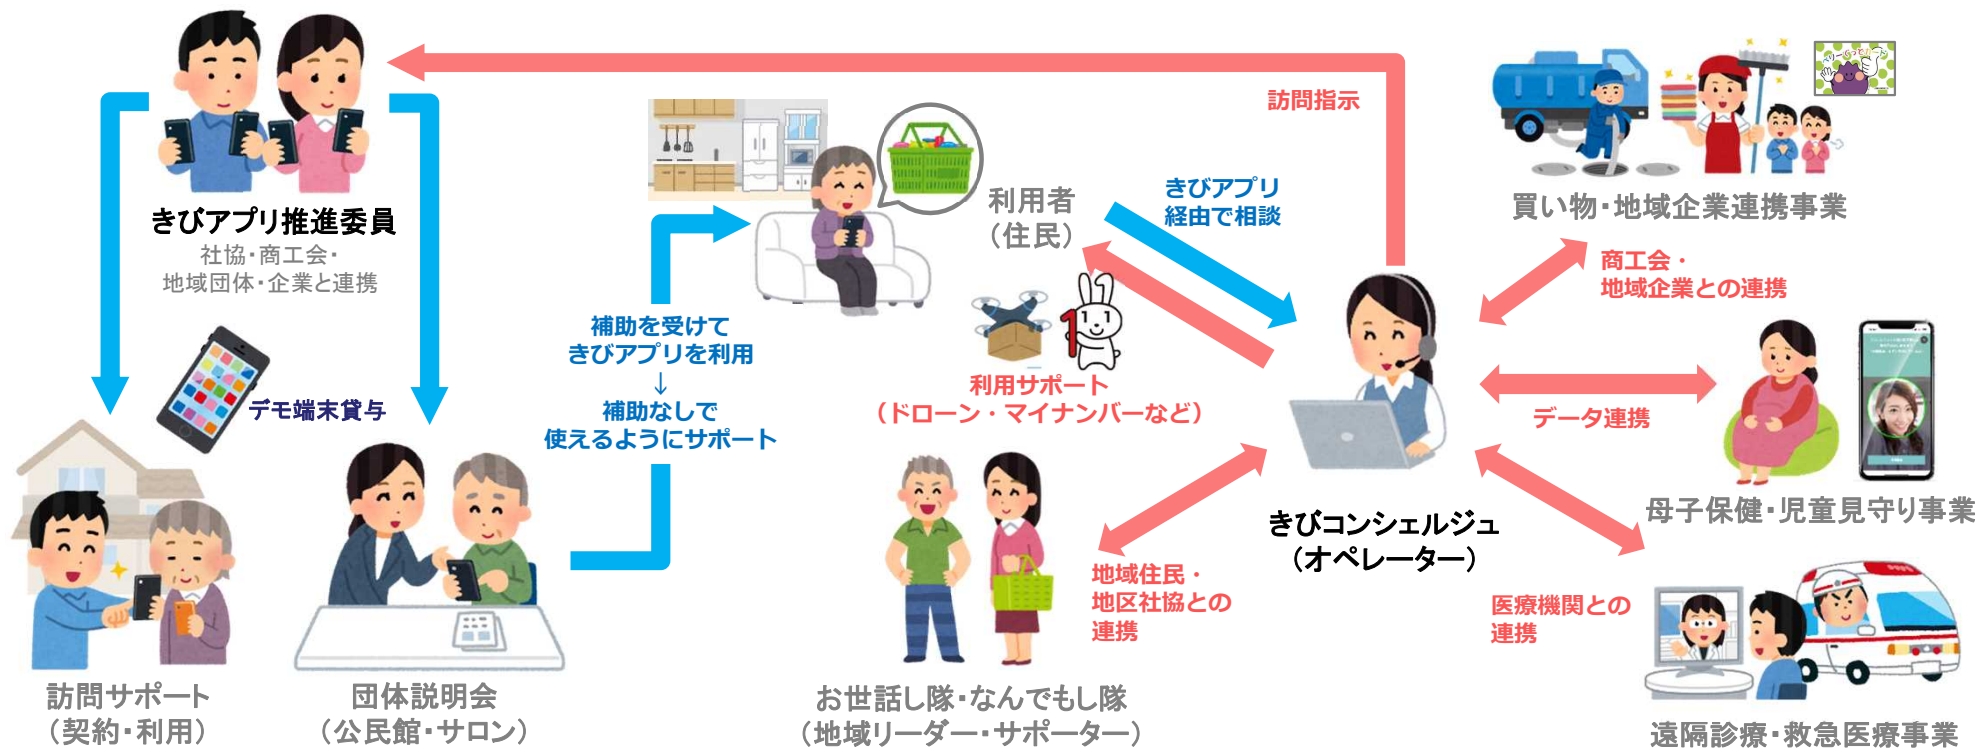 きびアプリ推進委員
社協・商工会・
地域団体・企業と連携
デモ端末貸与
訪問サポート
（契約・利用）
団体説明会
（公民館・サロン）
補助を受けて
きびアプリを利用
↓
補助なしで
使えるようにサポート
利用者
（住民）
きびアプリ
経由で相談
訪問指示
利用サポート
（ドローン・マイナンバーなど）
お世話し隊・なんでもし隊
（地域リーダー・サポーター）
地域住民・
地区社協との
連携
きびコンシェルジュ
（オペレーター）
買い物・地域企業連携事業
商工会・
地域企業との連携
データ連携
母子保健・児童見守り事業
医療機関との
連携
遠隔診療・救急医療事業